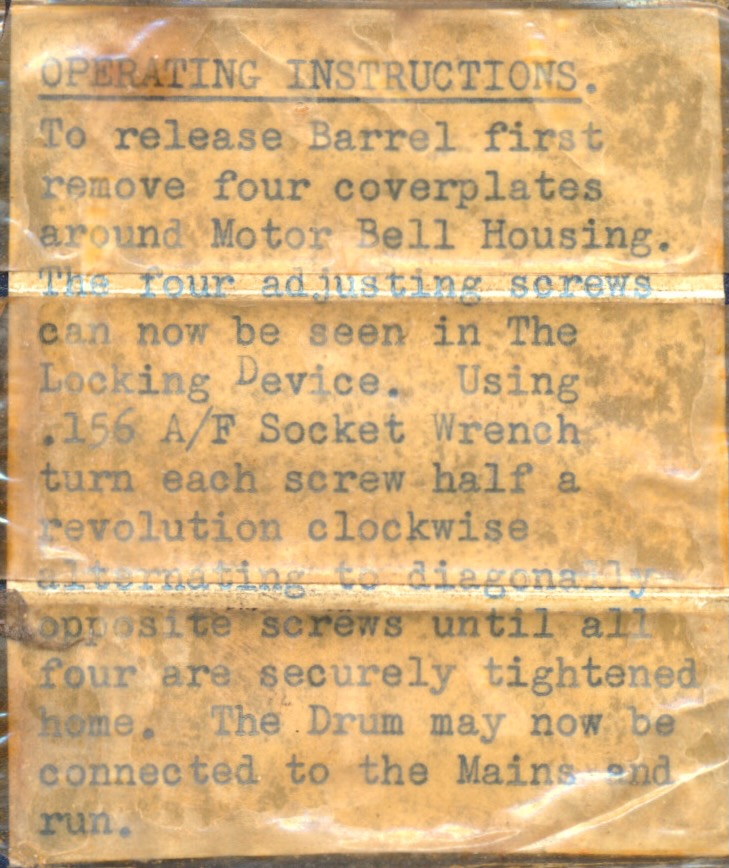 OPERATING INSTRUCTIONS.
To release Barrel first
remove four coverplates
around Motor Bell Housing.
The four adjusting screws
can now be seen in The
Locking Device.  Using
.156 A/F Socket Wrench
turn each screw half a
revolution clockwise
alternating to diagonally
opposite screws until all
four are securely tightened
home.  The Drum may now be
connected to the Mains and
run.